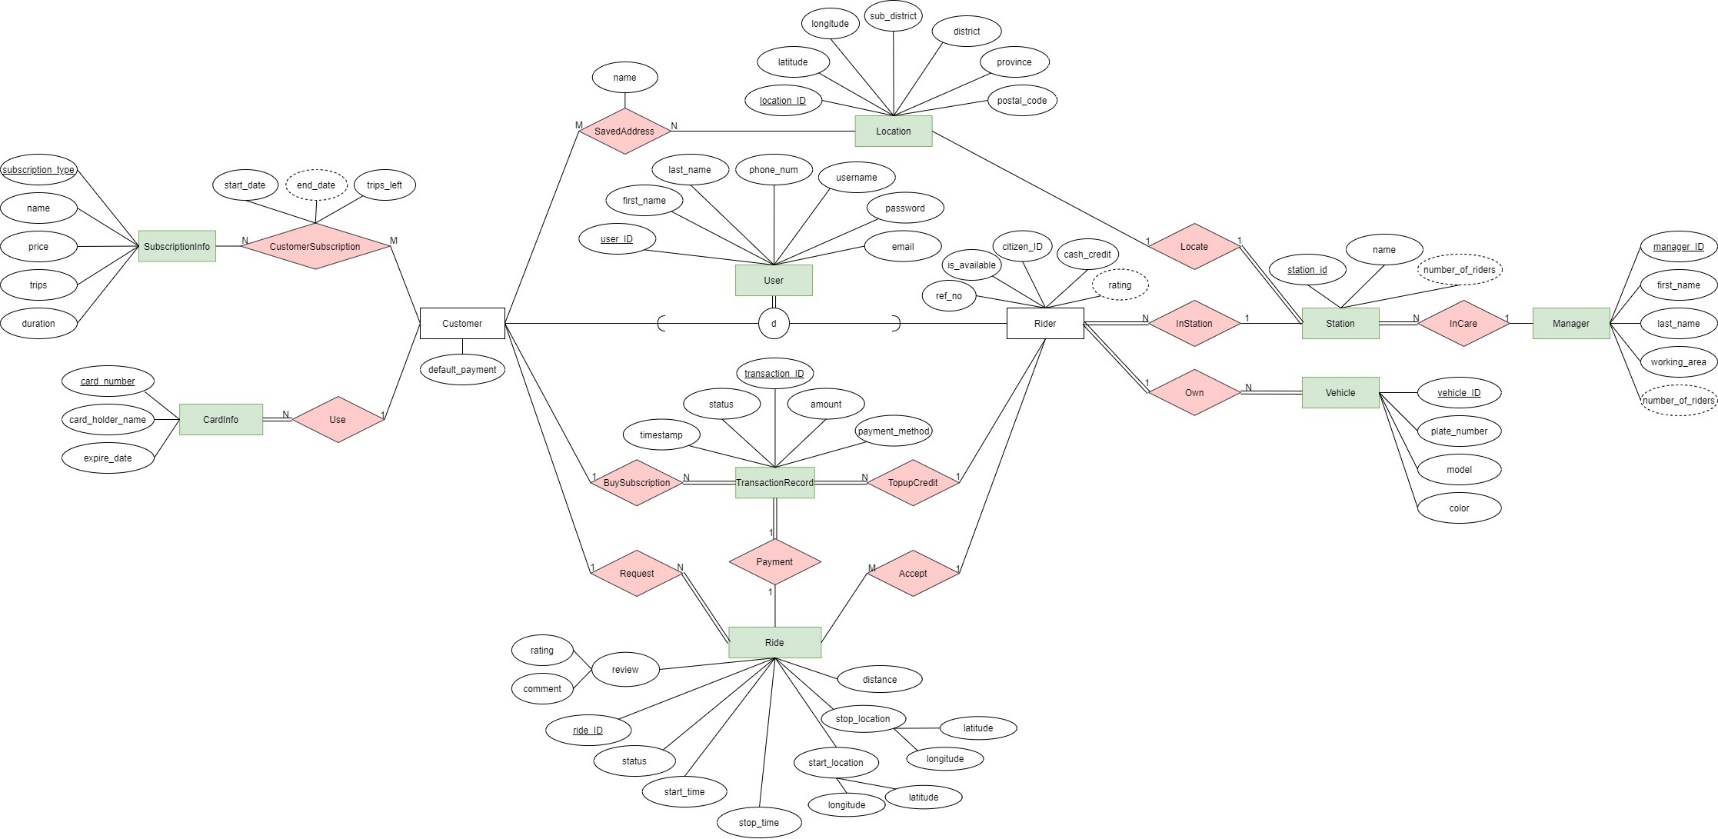 longitude
sub_district
district
latitude
province
location_ID
postal_code
Location
name
M
SavedAddress
N
last_name
phone_num
username
first_name
password
user_ID
email
User
subscription_type
name
price
trips
duration
SubscriptionInfo
start_date
end_date
trips_left
N
CustomerSubscription
M
Customer
default_payment
d
citizen_ID
is_available
cash_credit
ref_no
rating
Rider
1
Locate
1
station_id
name
number_of_riders
N
InStation
1
Station
N
InCare
1
Manager
manager_ID
first_name
last_name
working_area
number_of_riders
1
Own
N
Vehicle
vehicle_ID
plate_number
model
color
card_number
card_holder_name
expire_date
CardInfo
N
Use
1
transaction_ID
status
amount
timestamp
payment_method
1
BuySubscription
N
TransactionRecord
N
TopupCredit
1
1
Payment
1
1
Request
N
M
Accept
1
Ride
rating
comment
review
ride_ID
status
start_time
stop_time
distance
stop_location
latitude
longitude
start_location
longitude
latitude